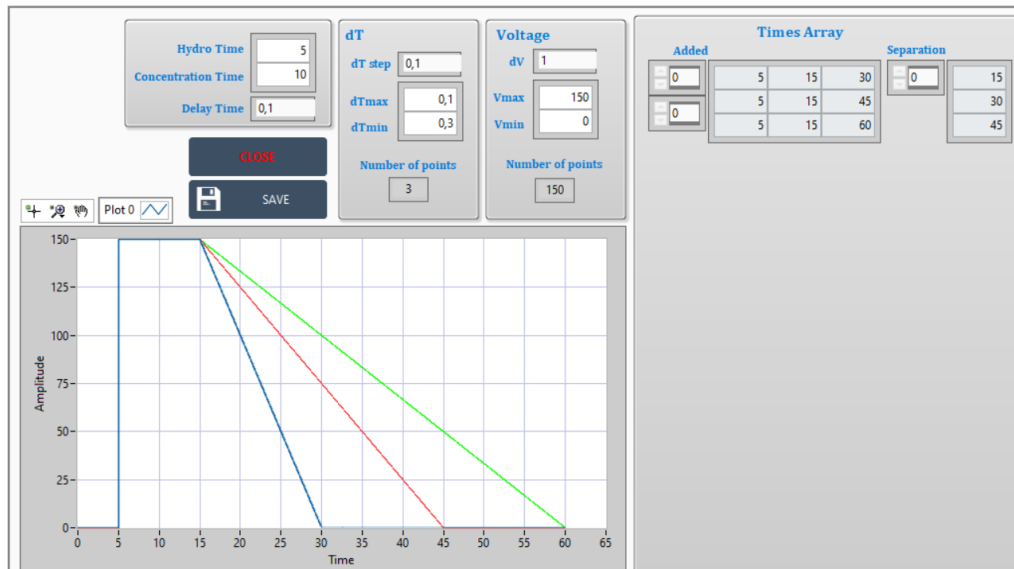 Hydro Time 5
Concentration Time 10
Delay Time 0,1
CLOSE
SAVE
Plot 0
dT
dT step 0,1
dTmax 0,1
dTmin 0,3
Number of points
3
Voltage
dV 1
Vmax 150
Vmin 0
Number of points
150
Times Array
Added
Separation
0 5 15 30 0 15
0 5 15 45 30
5 15 60 45
Amplitude
150
125
100
75
50
25
0
0 5 10 15 20 25 30 35 40 45 50 55 60 65
Time